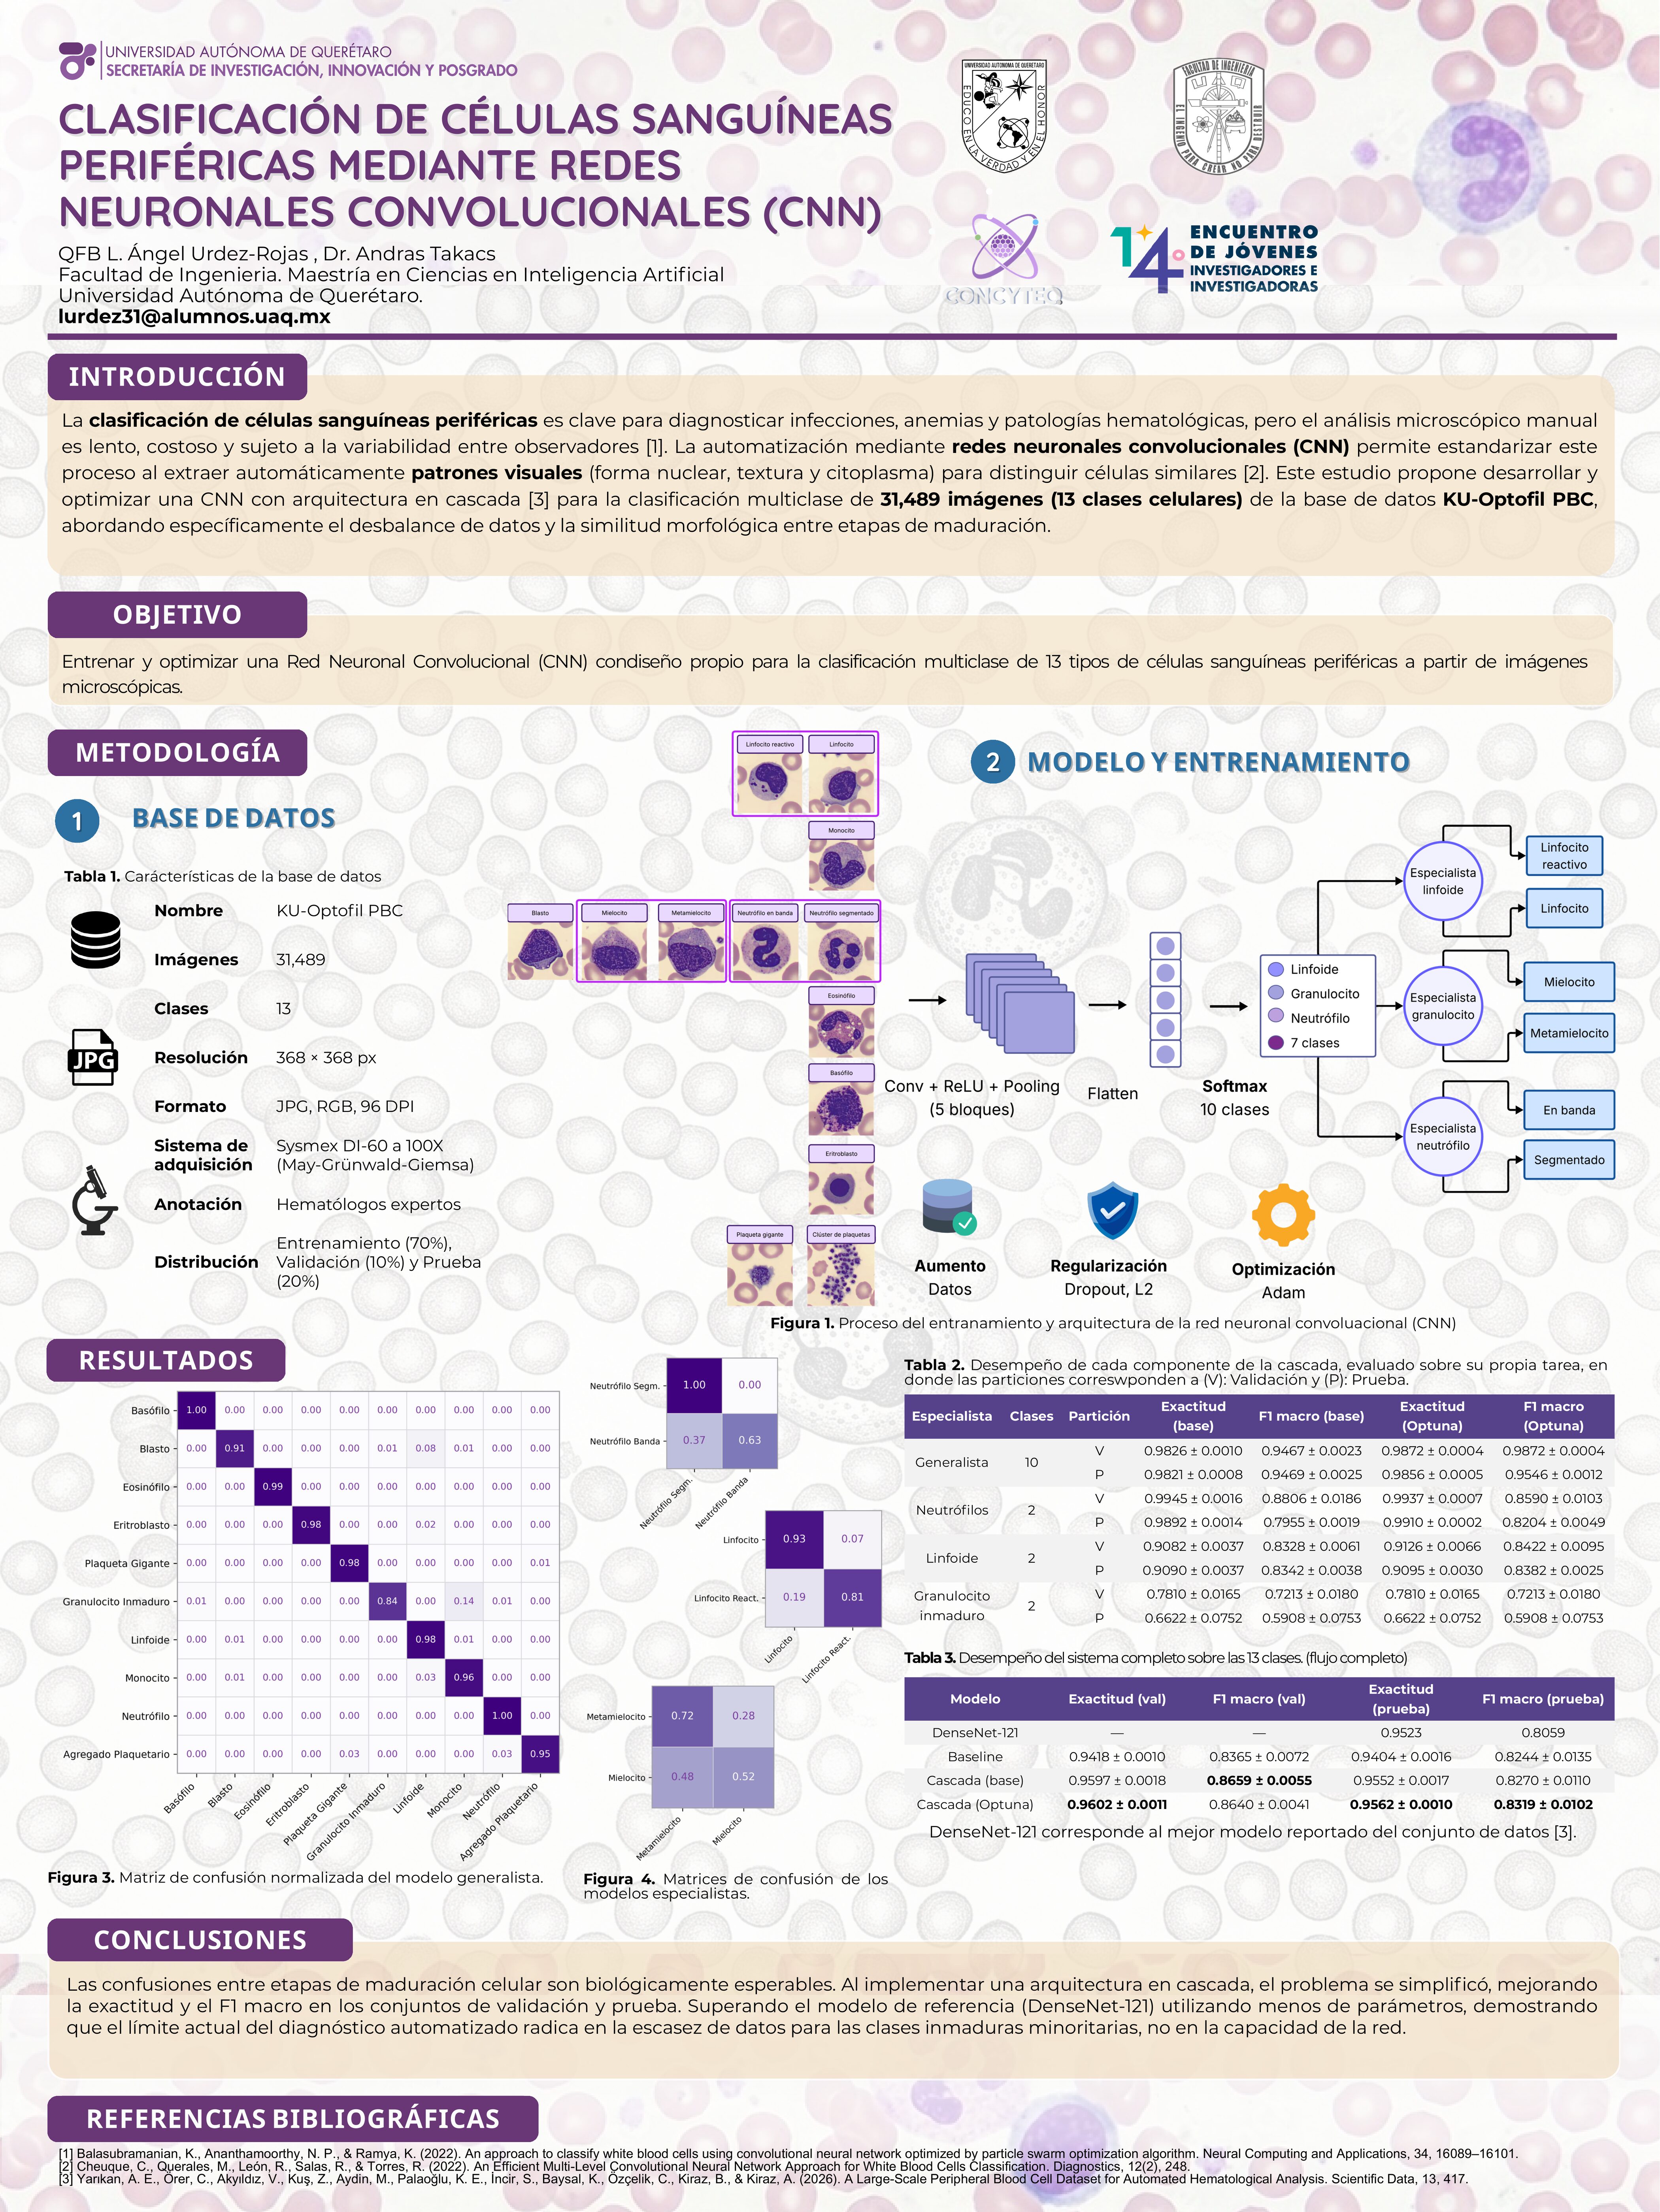 UNIVERSIDAD AUTÓNOMA DE QUERÉTARO
SECRETARÍA DE INVESTIGACIÓN, INNOVACIÓN Y POSGRADO
CLASIFICACIÓN DE CÉLULAS SANGUÍNEAS
PERIFÉRICAS MEDIANTE REDES
NEURONALES CONVOLUCIONALES (CNN)
QFB L. Ángel Urdez-Rojas , Dr. Andras Takacs
Facultad de Ingenieria. Maestría en Ciencias en Inteligencia Artificial
Universidad Autónoma de Querétaro.
lurdez31@alumnos.uaq.mx
UNIVERSIDAD AUTONOMA DE QUERETARO
EDUCO EN LA VERDAD Y EN EL HONOR
FACULTAD DE INGENIERIA
EL INGENIO PARA CREAR NO PARA DESTRUIR
CONCYTEQ
14º
ENCUENTRO
DE JÓVENES
INVESTIGADORES E
INVESTIGADORAS
INTRODUCCIÓN
La clasificación de células sanguíneas periféricas es clave para diagnosticar infecciones, anemias y patologías hematológicas, pero el análisis microscópico manual
es lento, costoso y sujeto a la variabilidad entre observadores [1]. La automatización mediante redes neuronales convolucionales (CNN) permite estandarizar este
proceso al extraer automáticamente patrones visuales (forma nuclear, textura y citoplasma) para distinguir células similares [2]. Este estudio propone desarrollar y
optimizar una CNN con arquitectura en cascada [3] para la clasificación multiclase de 31,489 imágenes (13 clases celulares) de la base de datos KU-Optofil PBC,
abordando específicamente el desbalance de datos y la similitud morfológica entre etapas de maduración.
OBJETIVO
Entrenar y optimizar una Red Neuronal Convolucional (CNN) condiseño propio para la clasificación multiclase de 13 tipos de células sanguíneas periféricas a partir de imágenes
microscópicas.
METODOLOGÍA
1 BASE DE DATOS
Tabla 1. Carácterísticas de la base de datos
Nombre KU-Optofil PBC
Imágenes 31,489
Clases 13
JPG
Resolución 368 × 368 px
Formato JPG, RGB, 96 DPI
Sistema de adquisición Sysmex DI-60 a 100X
(May-Grünwald-Giemsa)
Anotación Hematólogos expertos
Distribución Entrenamiento (70%),
Validación (10%) y Prueba
(20%)
Linfocito reactivo Linfocito
Monocito
Blasto Mielocito Metamielocito Neutrófilo en banda Neutrófilo segmentado
Eosinófilo
Basófilo
Eritroblasto
Plaqueta gigante Clúster de plaquetas
2 MODELO Y ENTRENAMIENTO
Conv + ReLU + Pooling
(5 bloques)
Flatten
Linfoide
Granulocito
Neutrófilo
7 clases
Softmax
10 clases
Especialista
linfoide
Linfocito
reactivo
Linfocito
Especialista
granulocito
Mielocito
Metamielocito
Especialista
neutrófilo
En banda
Segmentado
Aumento
Datos
Regularización
Dropout, L2
Optimización
Adam
Figura 1. Proceso del entranamiento y arquitectura de la red neuronal convoluacional (CNN)
RESULTADOS
Basófilo 1.00 0.00 0.00 0.00 0.00 0.00 0.00 0.00 0.00 0.00
Blasto 0.00 0.91 0.00 0.00 0.00 0.01 0.08 0.01 0.00 0.00
Eosinófilo 0.00 0.00 0.99 0.00 0.00 0.00 0.00 0.00 0.00 0.00
Eritroblasto 0.00 0.00 0.00 0.98 0.00 0.00 0.02 0.00 0.00 0.00
Plaqueta Gigante 0.00 0.00 0.00 0.00 0.98 0.00 0.00 0.00 0.00 0.01
Granulocito Inmaduro 0.01 0.00 0.00 0.00 0.00 0.84 0.00 0.14 0.01 0.00
Linfoide 0.00 0.01 0.00 0.00 0.00 0.00 0.98 0.01 0.00 0.00
Monocito 0.00 0.01 0.00 0.00 0.00 0.00 0.03 0.96 0.00 0.00
Neutrófilo 0.00 0.00 0.00 0.00 0.00 0.00 0.00 0.00 1.00 0.00
Agregado Plaquetario 0.00 0.00 0.00 0.00 0.03 0.00 0.00 0.00 0.03 0.95
Basófilo Blasto Eosinófilo Eritroblasto Plaqueta Gigante Granulocito Inmaduro Linfoide Monocito Neutrófilo Agregado Plaquetario
Figura 3. Matriz de confusión normalizada del modelo generalista.
Neutrófilo Segm. 1.00 0.00
Neutrófilo Banda 0.37 0.63
Neutrófilo Segm. Neutrófilo Banda
Linfocito 0.93 0.07
Linfocito React. 0.19 0.81
Linfocito Linfocito React.
Metamielocito 0.72 0.28
Mielocito 0.48 0.52
Metamielocito Mielocito
Figura 4. Matrices de confusión de los
modelos especialistas.
Tabla 2. Desempeño de cada componente de la cascada, evaluado sobre su propia tarea, en
donde las particiones correswponden a (V): Validación y (P): Prueba.
Especialista Clases Partición Exactitud (base) F1 macro (base) Exactitud (Optuna) F1 macro (Optuna)
Generalista 10 V 0.9826 ± 0.0010 0.9467 ± 0.0023 0.9872 ± 0.0004 0.9872 ± 0.0004
P 0.9821 ± 0.0008 0.9469 ± 0.0025 0.9856 ± 0.0005 0.9546 ± 0.0012
Neutrófilos 2 V 0.9945 ± 0.0016 0.8806 ± 0.0186 0.9937 ± 0.0007 0.8590 ± 0.0103
P 0.9892 ± 0.0014 0.7955 ± 0.0019 0.9910 ± 0.0002 0.8204 ± 0.0049
Linfoide 2 V 0.9082 ± 0.0037 0.8328 ± 0.0061 0.9126 ± 0.0066 0.8422 ± 0.0095
P 0.9090 ± 0.0037 0.8342 ± 0.0038 0.9095 ± 0.0030 0.8382 ± 0.0025
Granulocito inmaduro 2 V 0.7810 ± 0.0165 0.7213 ± 0.0180 0.7810 ± 0.0165 0.7213 ± 0.0180
P 0.6622 ± 0.0752 0.5908 ± 0.0753 0.6622 ± 0.0752 0.5908 ± 0.0753
Tabla 3. Desempeño del sistema completo sobre las 13 clases. (flujo completo)
Modelo Exactitud (val) F1 macro (val) Exactitud (prueba) F1 macro (prueba)
DenseNet-121 — — 0.9523 0.8059
Baseline 0.9418 ± 0.0010 0.8365 ± 0.0072 0.9404 ± 0.0016 0.8244 ± 0.0135
Cascada (base) 0.9597 ± 0.0018 0.8659 ± 0.0055 0.9552 ± 0.0017 0.8270 ± 0.0110
Cascada (Optuna) 0.9602 ± 0.0011 0.8640 ± 0.0041 0.9562 ± 0.0010 0.8319 ± 0.0102
DenseNet-121 corresponde al mejor modelo reportado del conjunto de datos [3].
CONCLUSIONES
Las confusiones entre etapas de maduración celular son biológicamente esperables. Al implementar una arquitectura en cascada, el problema se simplificó, mejorando
la exactitud y el F1 macro en los conjuntos de validación y prueba. Superando el modelo de referencia (DenseNet-121) utilizando menos de parámetros, demostrando
que el límite actual del diagnóstico automatizado radica en la escasez de datos para las clases inmaduras minoritarias, no en la capacidad de la red.
REFERENCIAS BIBLIOGRÁFICAS
[1] Balasubramanian, K., Ananthamoorthy, N. P., & Ramya, K. (2022). An approach to classify white blood cells using convolutional neural network optimized by particle swarm optimization algorithm. Neural Computing and Applications, 34, 16089–16101.
[2] Cheuque, C., Querales, M., León, R., Salas, R., & Torres, R. (2022). An Efficient Multi-Level Convolutional Neural Network Approach for White Blood Cells Classification. Diagnostics, 12(2), 248.
[3] Yarıkan, A. E., Örer, C., Akyıldız, V., Kuş, Z., Aydin, M., Palaoğlu, K. E., İncir, S., Baysal, K., Özçelik, C., Kiraz, B., & Kiraz, A. (2026). A Large-Scale Peripheral Blood Cell Dataset for Automated Hematological Analysis. Scientific Data, 13, 417.